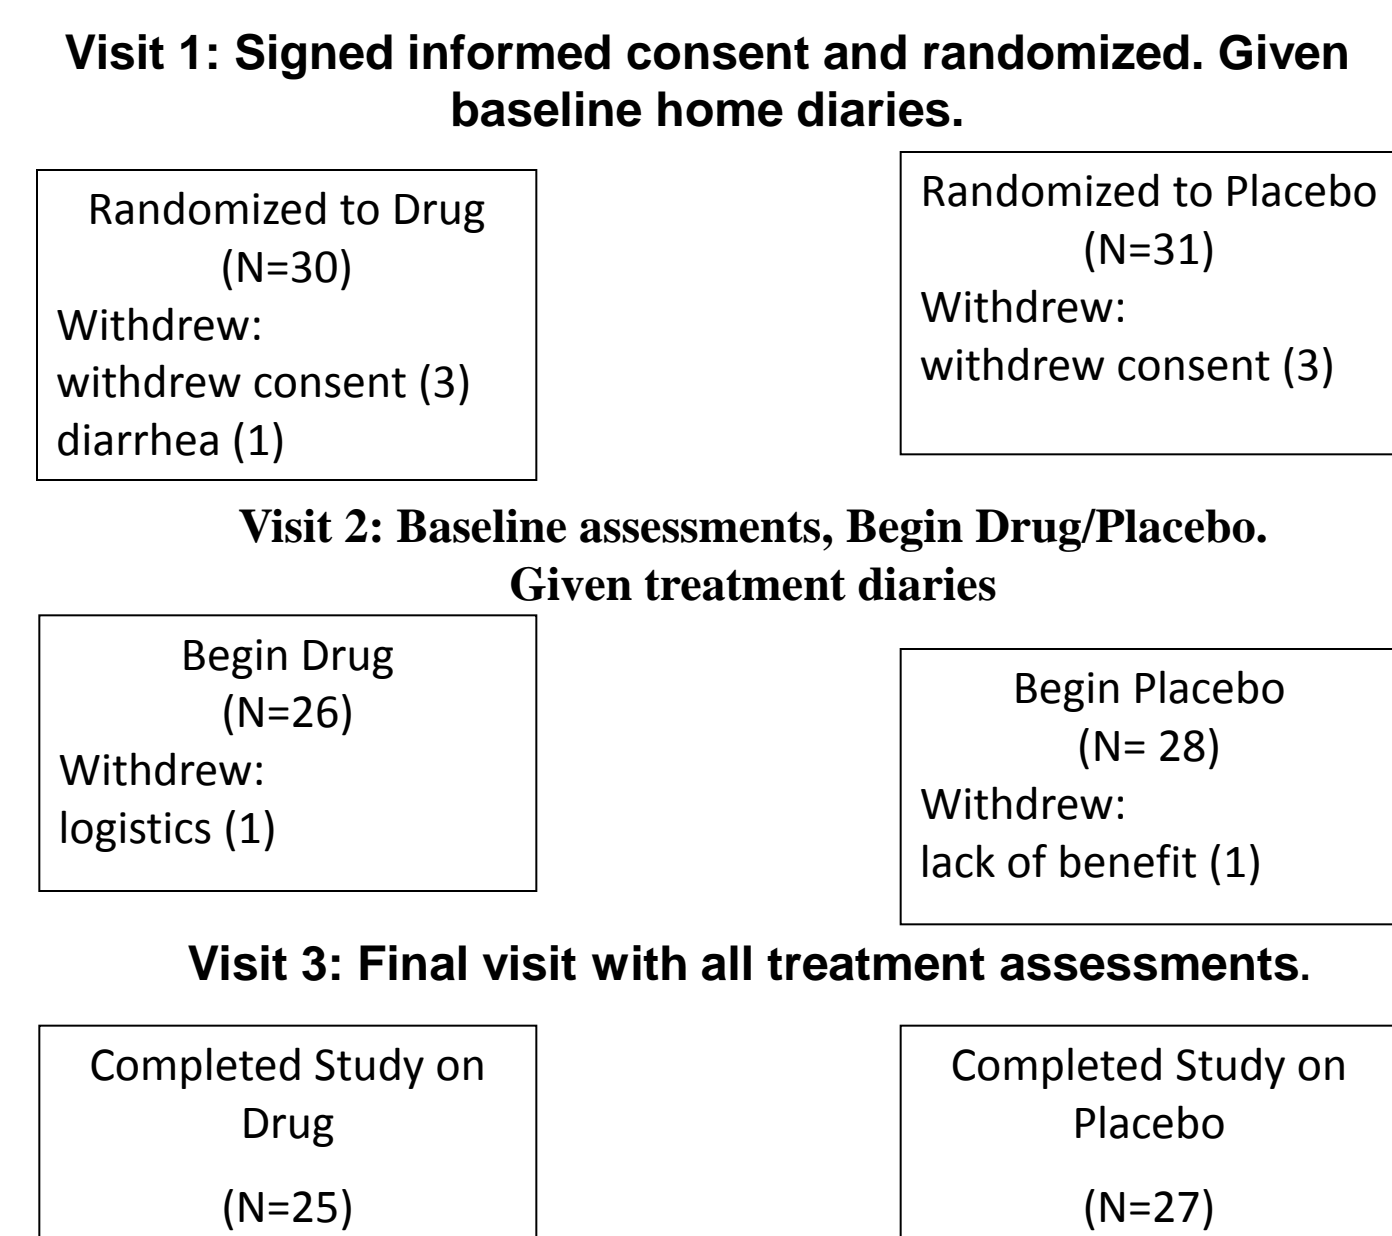 Visit 1: Signed informed consent and randomized. Given
baseline home diaries.
Randomized to Drug
(N=30)
Withdrew:
withdrew consent (3)
diarrhea (1)
Randomized to Placebo
(N=31)
Withdrew:
withdrew consent (3)
Visit 2: Baseline assessments, Begin Drug/Placebo.
Given treatment diaries
Begin Drug
(N=26)
Withdrew:
logistics (1)
Begin Placebo
(N= 28)
Withdrew:
lack of benefit (1)
Visit 3: Final visit with all treatment assessments.
Completed Study on
Drug
(N=25)
Completed Study on
Placebo
(N=27)